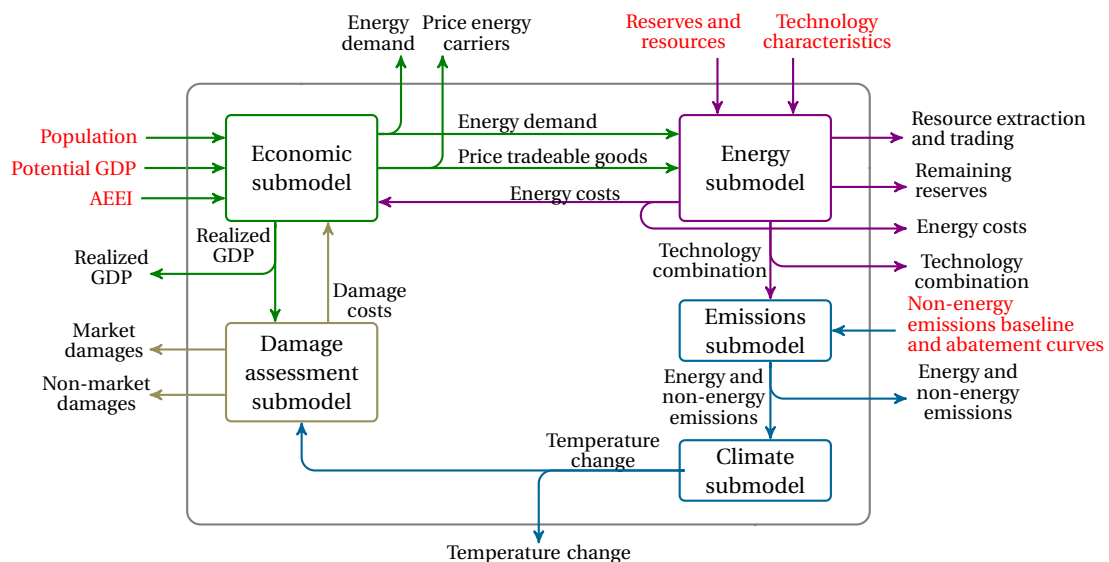 Energy
demand
Price energy
carriers
Reserves and
resources
Technology
characteristics
Population
Potential GDP
AEEI
Economic
submodel
Energy demand
Price tradeable goods
Energy costs
Energy
submodel
Resource extraction
and trading
Remaining
reserves
Energy costs
Technology
combination
Realized
GDP
Realized
GDP
Damage
costs
Technology
combination
Market
damages
Non-market
damages
Damage
assessment
submodel
Emissions
submodel
Non-energy
emissions baseline
and abatement curves
Energy and
non-energy
emissions
Energy and
non-energy
emissions
Temperature
change
Climate
submodel
Temperature change